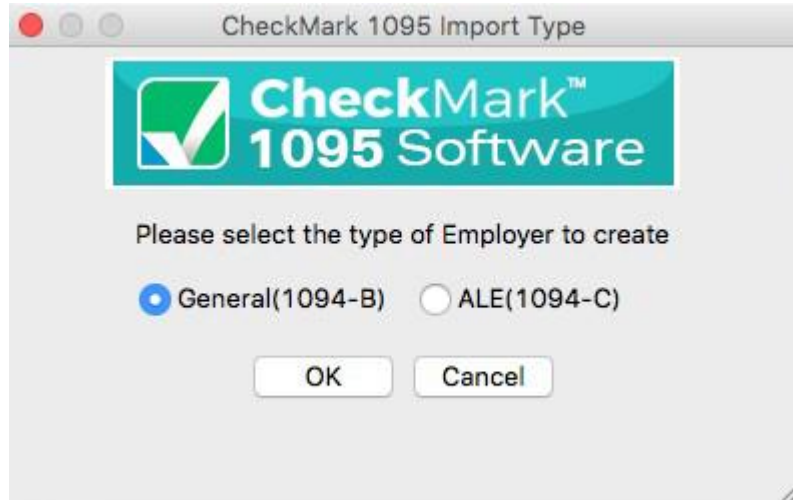 CheckMark 1095 Import Type
CheckMark™
1095 Software
Please select the type of Employer to create
General(1094-B) ALE(1094-C)
OK Cancel